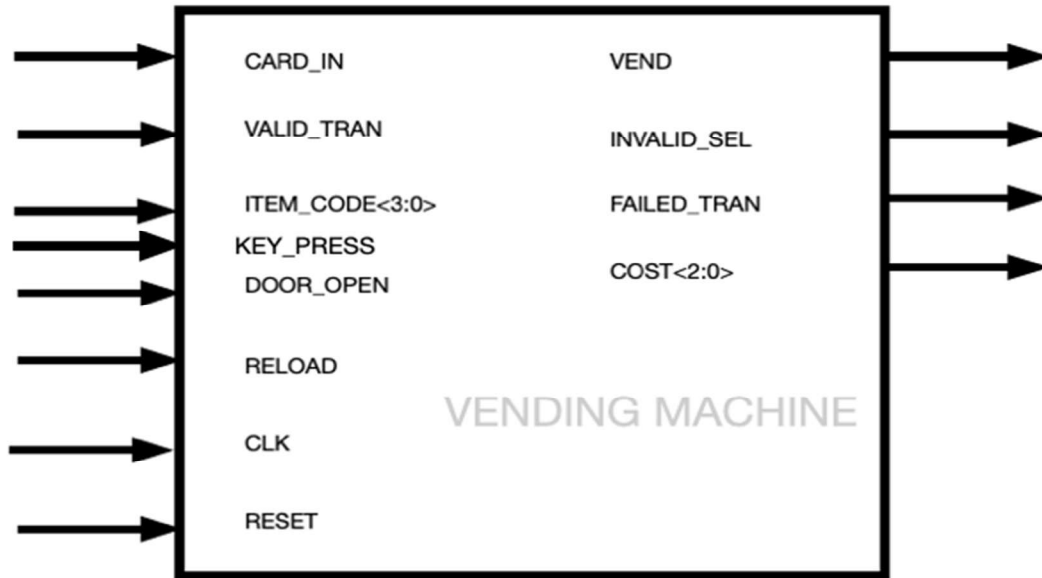 CARD_IN
VALID_TRAN
ITEM_CODE<3:0>
KEY_PRESS
DOOR_OPEN
RELOAD
CLK
RESET
VEND
INVALID_SEL
FAILED_TRAN
COST<2:0>
VENDING MACHINE